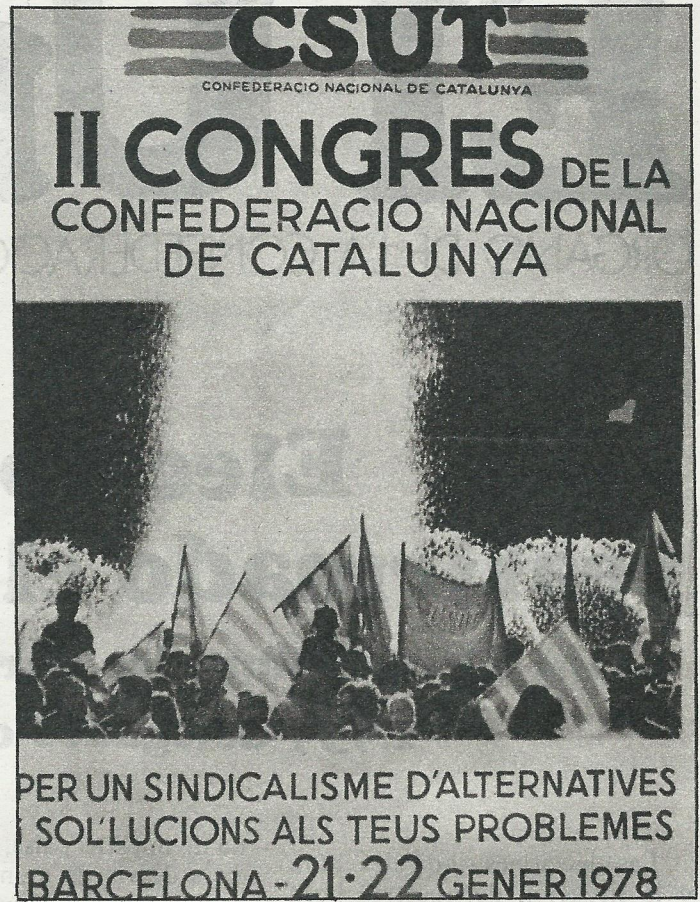 CSUT
CONFEDERACIO NACIONAL DE CATALUNYA
II CONGRES DE LA
CONFEDERACIO NACIONAL
DE CATALUNYA
PER UN SINDICALISME D'ALTERNATIVES
I SOL'LUCIONS ALS TEUS PROBLEMES
BARCELONA - 21·22 GENER 1978